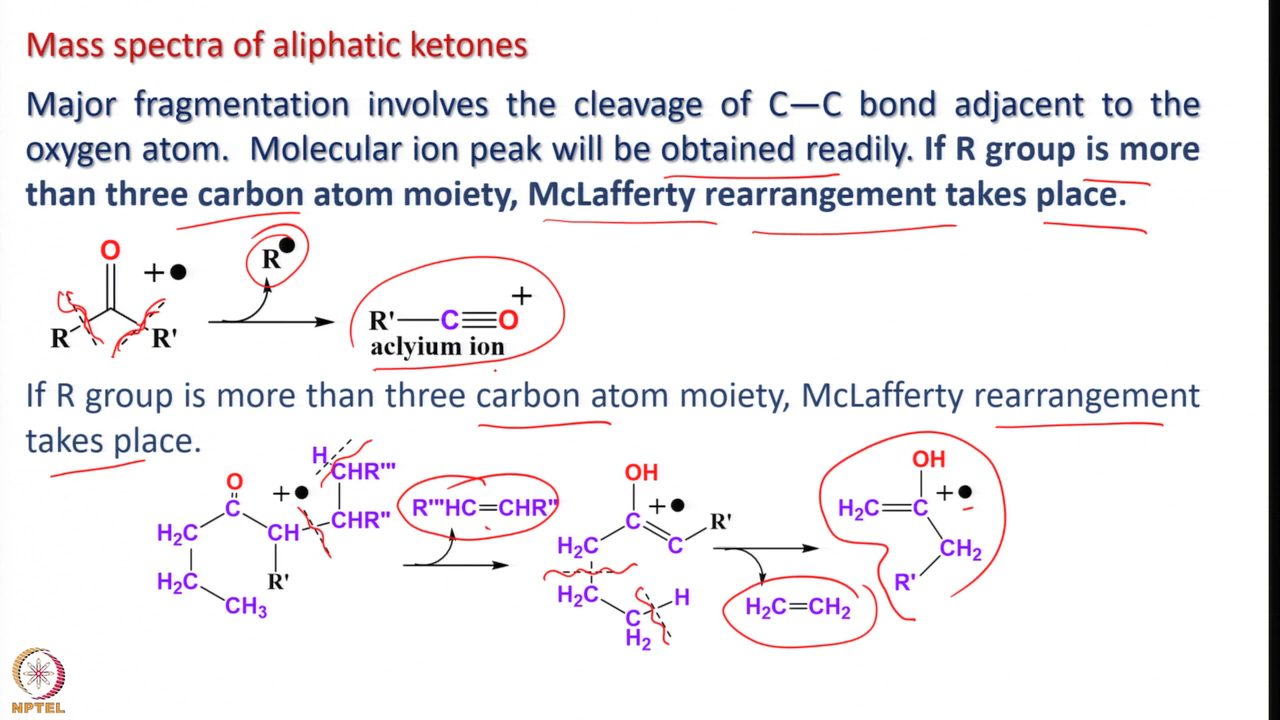 Mass spectra of aliphatic ketones
Major fragmentation involves the cleavage of C—C bond adjacent to the
oxygen atom. Molecular ion peak will be obtained readily. If R group is more
than three carbon atom moiety, McLafferty rearrangement takes place.
O
+●
R●
R
R'
R'—C≡O
+
aclyium ion
If R group is more than three carbon atom moiety, McLafferty rearrangement
takes place.
O
C
+●
H
CHR'''
CHR"
CH
H2C
H2C
CH3
R'
R'''HC=CHR"
OH
+●
C
C
R'
H2C
H2C
H
C
H2
H2C=CH2
OH
+●
H2C=C
CH2
R'
NPTEL